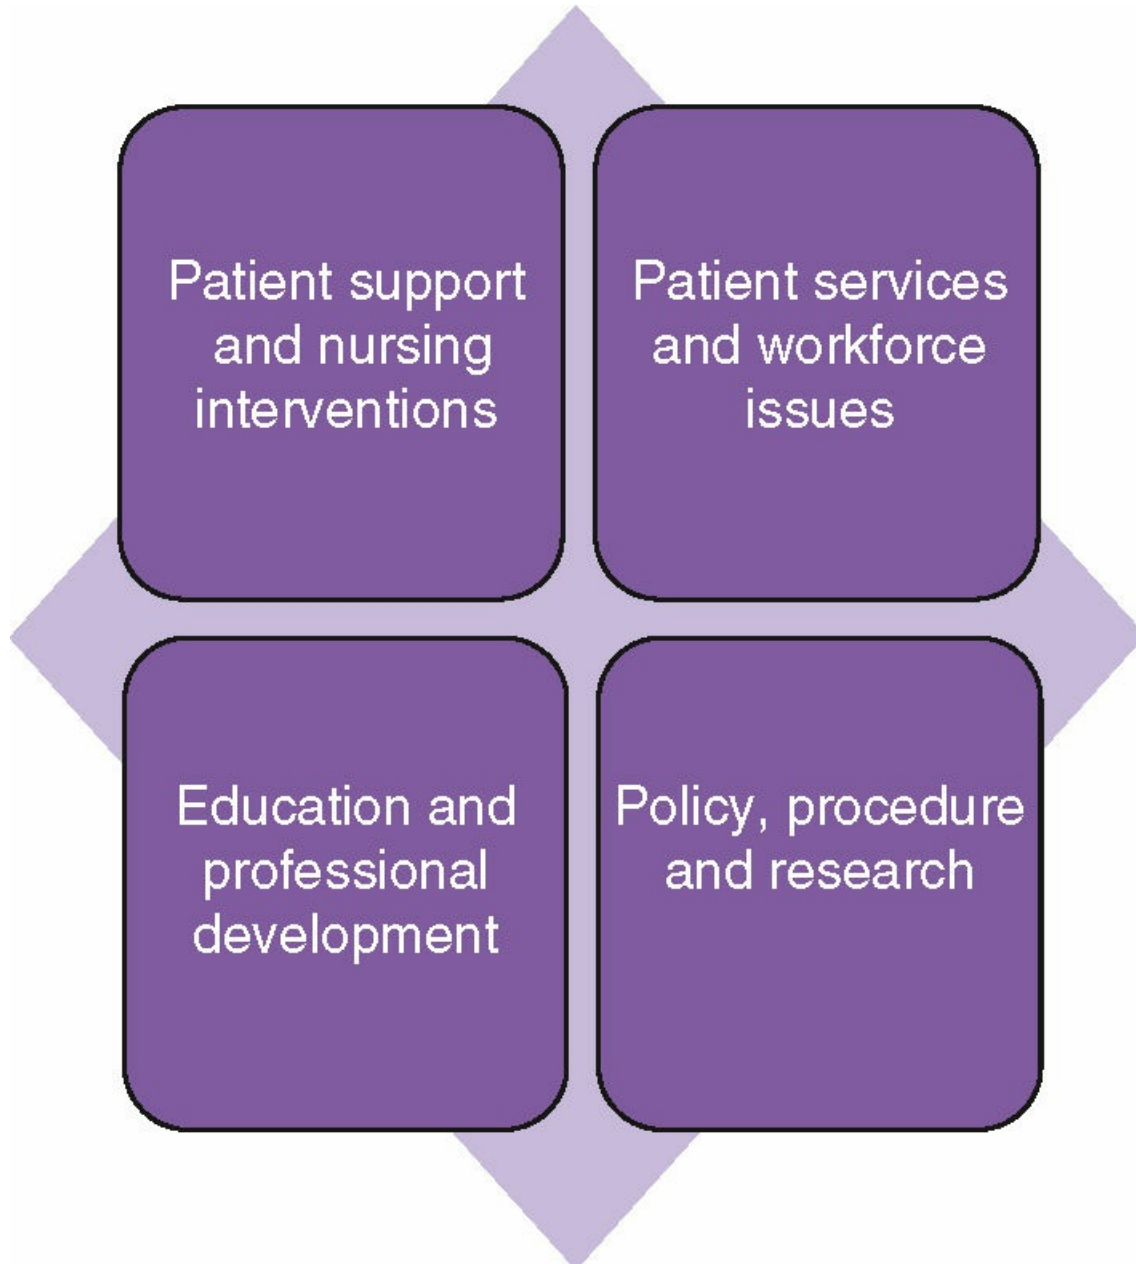 Patient support
and nursing
interventions
Patient services
and workforce
issues
Education and
professional
development
Policy, procedure
and research